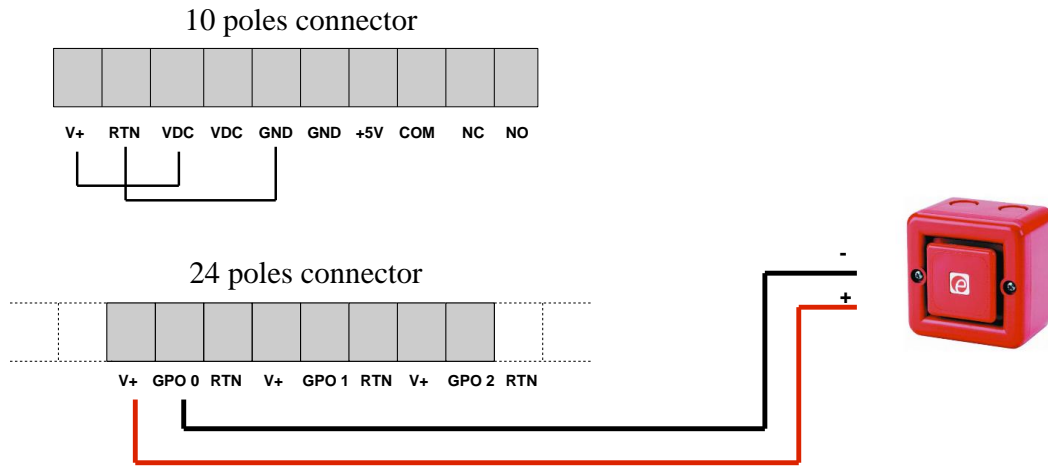 10 poles connector
V+ RTN VDC VDC GND GND +5V COM NC NO
-
24 poles connector
+
V+ GPO 0 RTN V+ GPO 1 RTN V+ GPO 2 RTN